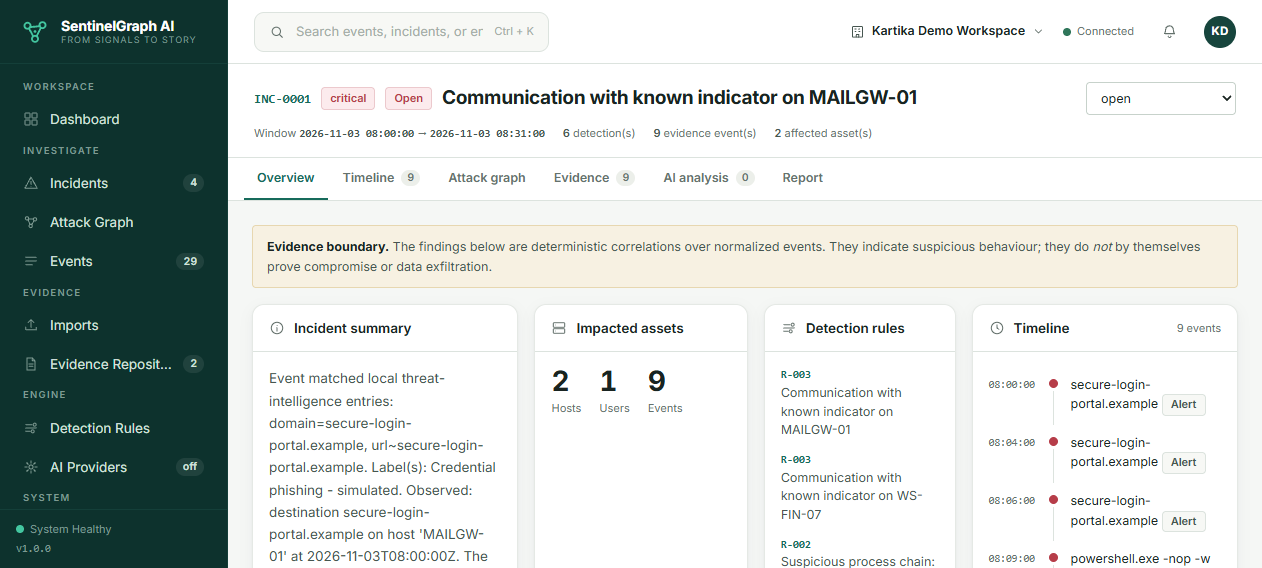 SentinelGraph AI
FROM SIGNALS TO STORY
WORKSPACE
Dashboard
INVESTIGATE
Incidents 4
Attack Graph
Events 29
EVIDENCE
Imports
Evidence Reposit... 2
ENGINE
Detection Rules
AI Providers off
SYSTEM
System Healthy
v1.0.0
Search events, incidents, or er Ctrl + K
Kartika Demo Workspace
Connected
KD
INC-0001 critical Open Communication with known indicator on MAILGW-01
open
Window 2026-11-03 08:00:00 → 2026-11-03 08:31:00 6 detection(s) 9 evidence event(s) 2 affected asset(s)
Overview Timeline 9 Attack graph Evidence 9 AI analysis 0 Report
Evidence boundary. The findings below are deterministic correlations over normalized events. They indicate suspicious behaviour; they do not by themselves
prove compromise or data exfiltration.
Incident summary
Event matched local threat-
intelligence entries:
domain=secure-login-
portal.example, url~secure-login-
portal.example. Label(s): Credential
phishing - simulated. Observed:
destination secure-login-
portal.example on host 'MAILGW-
01' at 2026-11-03T08:00:00Z. The
Impacted assets
2 1 9
Hosts Users Events
Detection rules
R-003
Communication with
known indicator on
MAILGW-01
R-003
Communication with
known indicator on WS-
FIN-07
R-002
Suspicious process chain:
Timeline 9 events
08:00:00 secure-login-
portal.example Alert
08:04:00 secure-login-
portal.example Alert
08:06:00 secure-login-
portal.example Alert
08:09:00 powershell.exe -nop -w